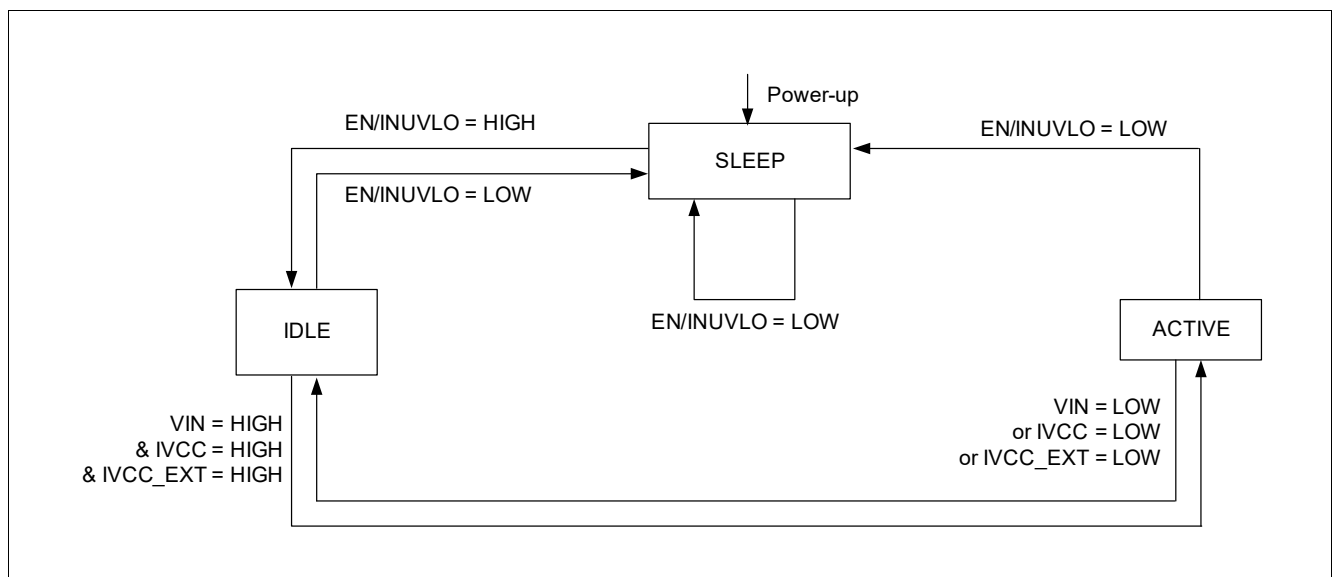 Power-up
EN/INUVLO = HIGH
EN/INUVLO = LOW
SLEEP
EN/INUVLO = LOW
EN/INUVLO = LOW
IDLE
ACTIVE
VIN = HIGH
& IVCC = HIGH
& IVCC_EXT = HIGH
VIN = LOW
or IVCC = LOW
or IVCC_EXT = LOW